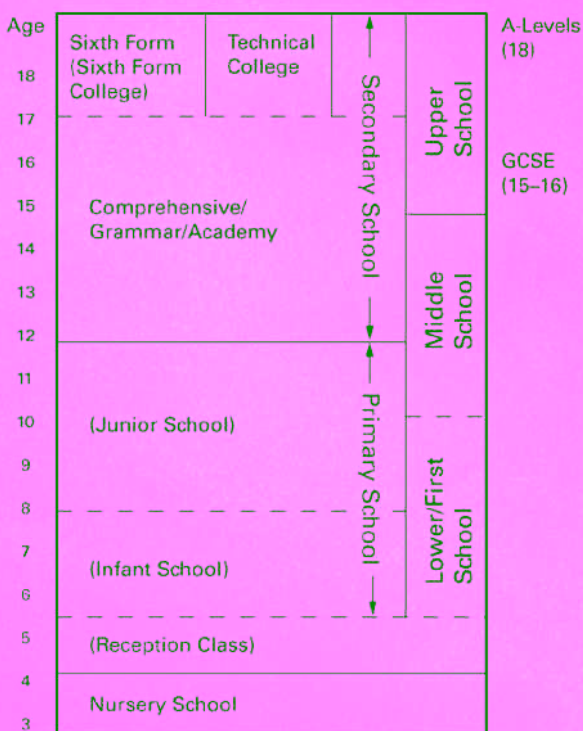 Age
Sixth Form
(Sixth Form
College)
Technical
College
A-Levels
(18)
18
17
16
GCSE
(15–16)
15
14
13
12
11
10
9
8
7
6
5
4
3
Comprehensive/
Grammar/Academy
(Junior School)
(Infant School)
(Reception Class)
Nursery School
Secondary School
Primary School
Upper
School
Middle
School
Lower/First
School